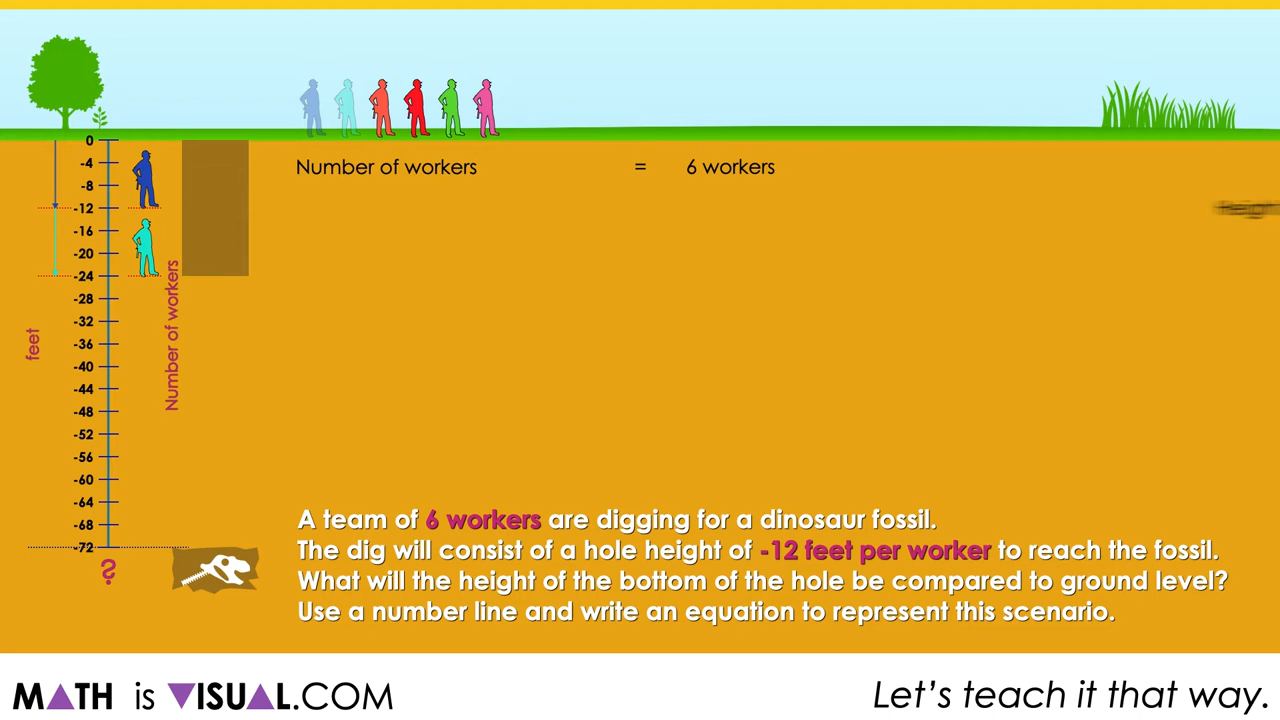 Number of workers = 6 workers
0
-4
-8
-12
-16
-20
-24
-28
-32
-36
-40
-44
-48
-52
-56
-60
-64
-68
-72
?
feet
Number of workers
A team of 6 workers are digging for a dinosaur fossil.
The dig will consist of a hole height of -12 feet per worker to reach the fossil.
What will the height of the bottom of the hole be compared to ground level?
Use a number line and write an equation to represent this scenario.
MATH is VISUAL.COM
Let's teach it that way.